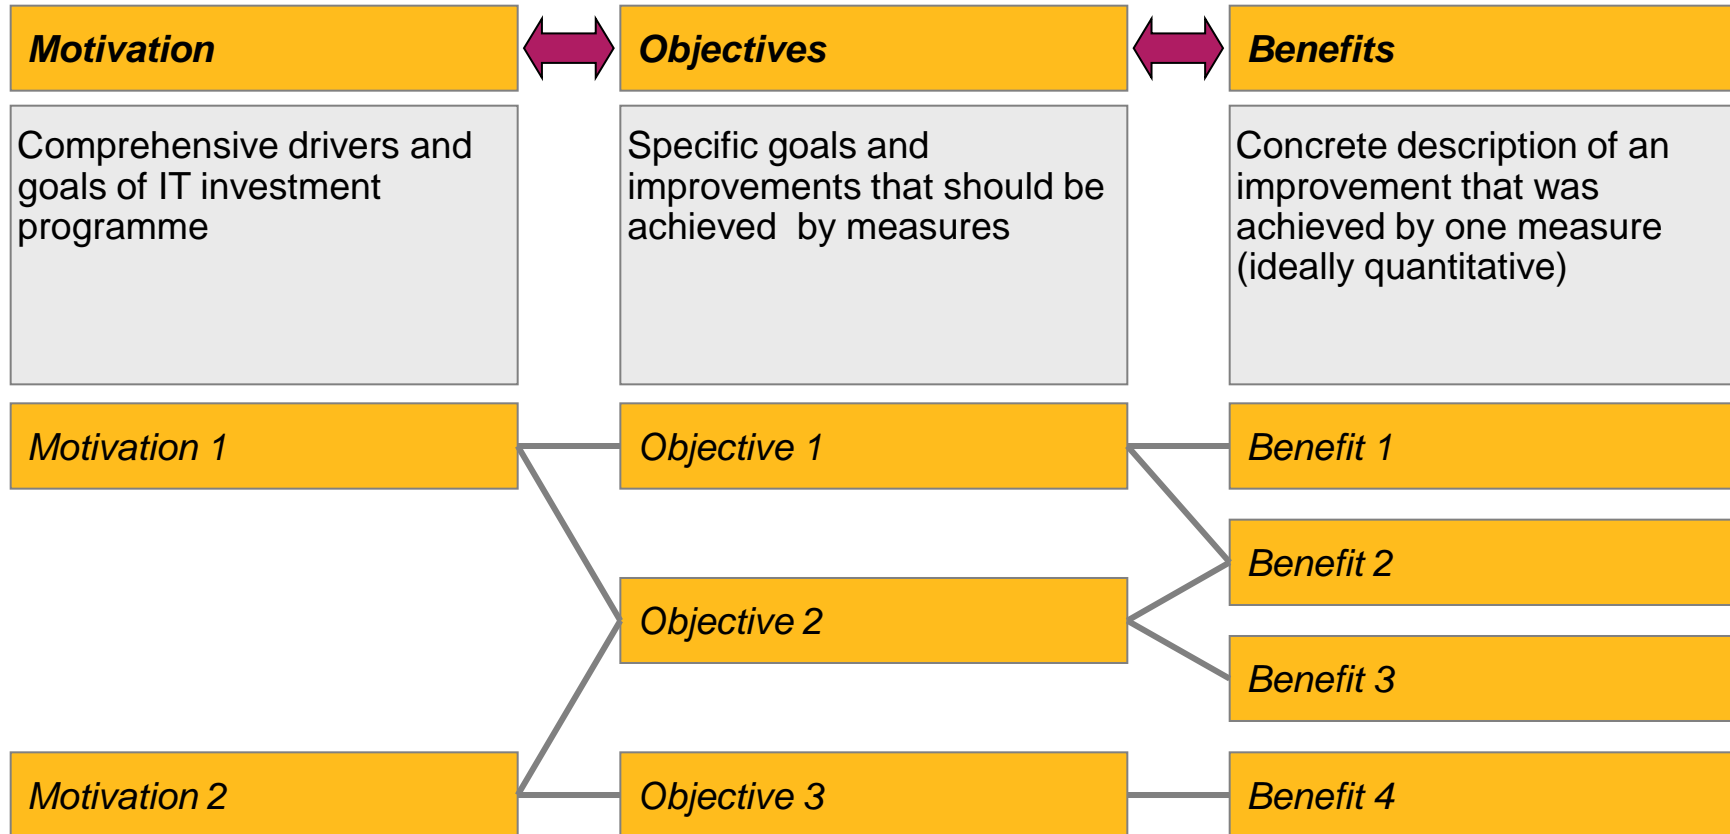 Motivation
Objectives
Benefits
Comprehensive drivers and
goals of IT investment
programme
Specific goals and
improvements that should be
achieved  by measures
Concrete description of an
improvement that was
achieved by one measure
(ideally quantitative)
Motivation 1
Objective 1
Benefit 1
Benefit 2
Objective 2
Benefit 3
Motivation 2
Objective 3
Benefit 4